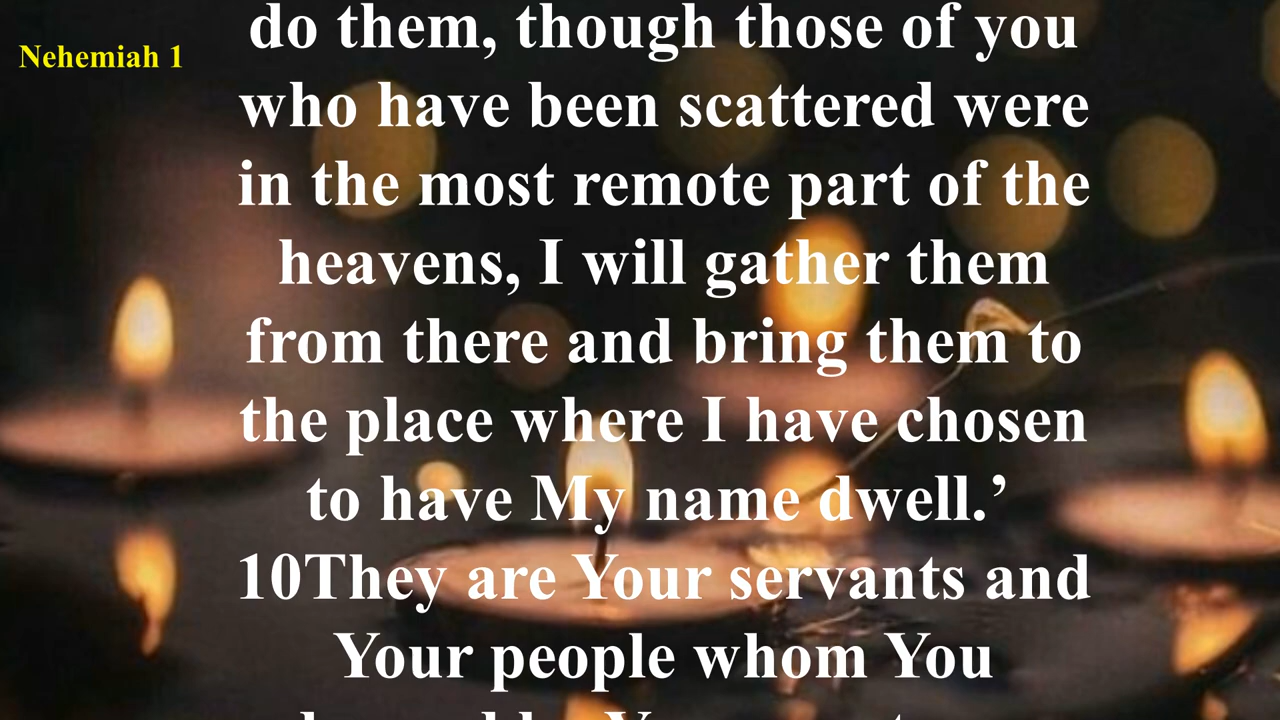 Nehemiah 1
do them, though those of you
who have been scattered were
in the most remote part of the
heavens, I will gather them
from there and bring them to
the place where I have chosen
to have My name dwell.’
10They are Your servants and
Your people whom You